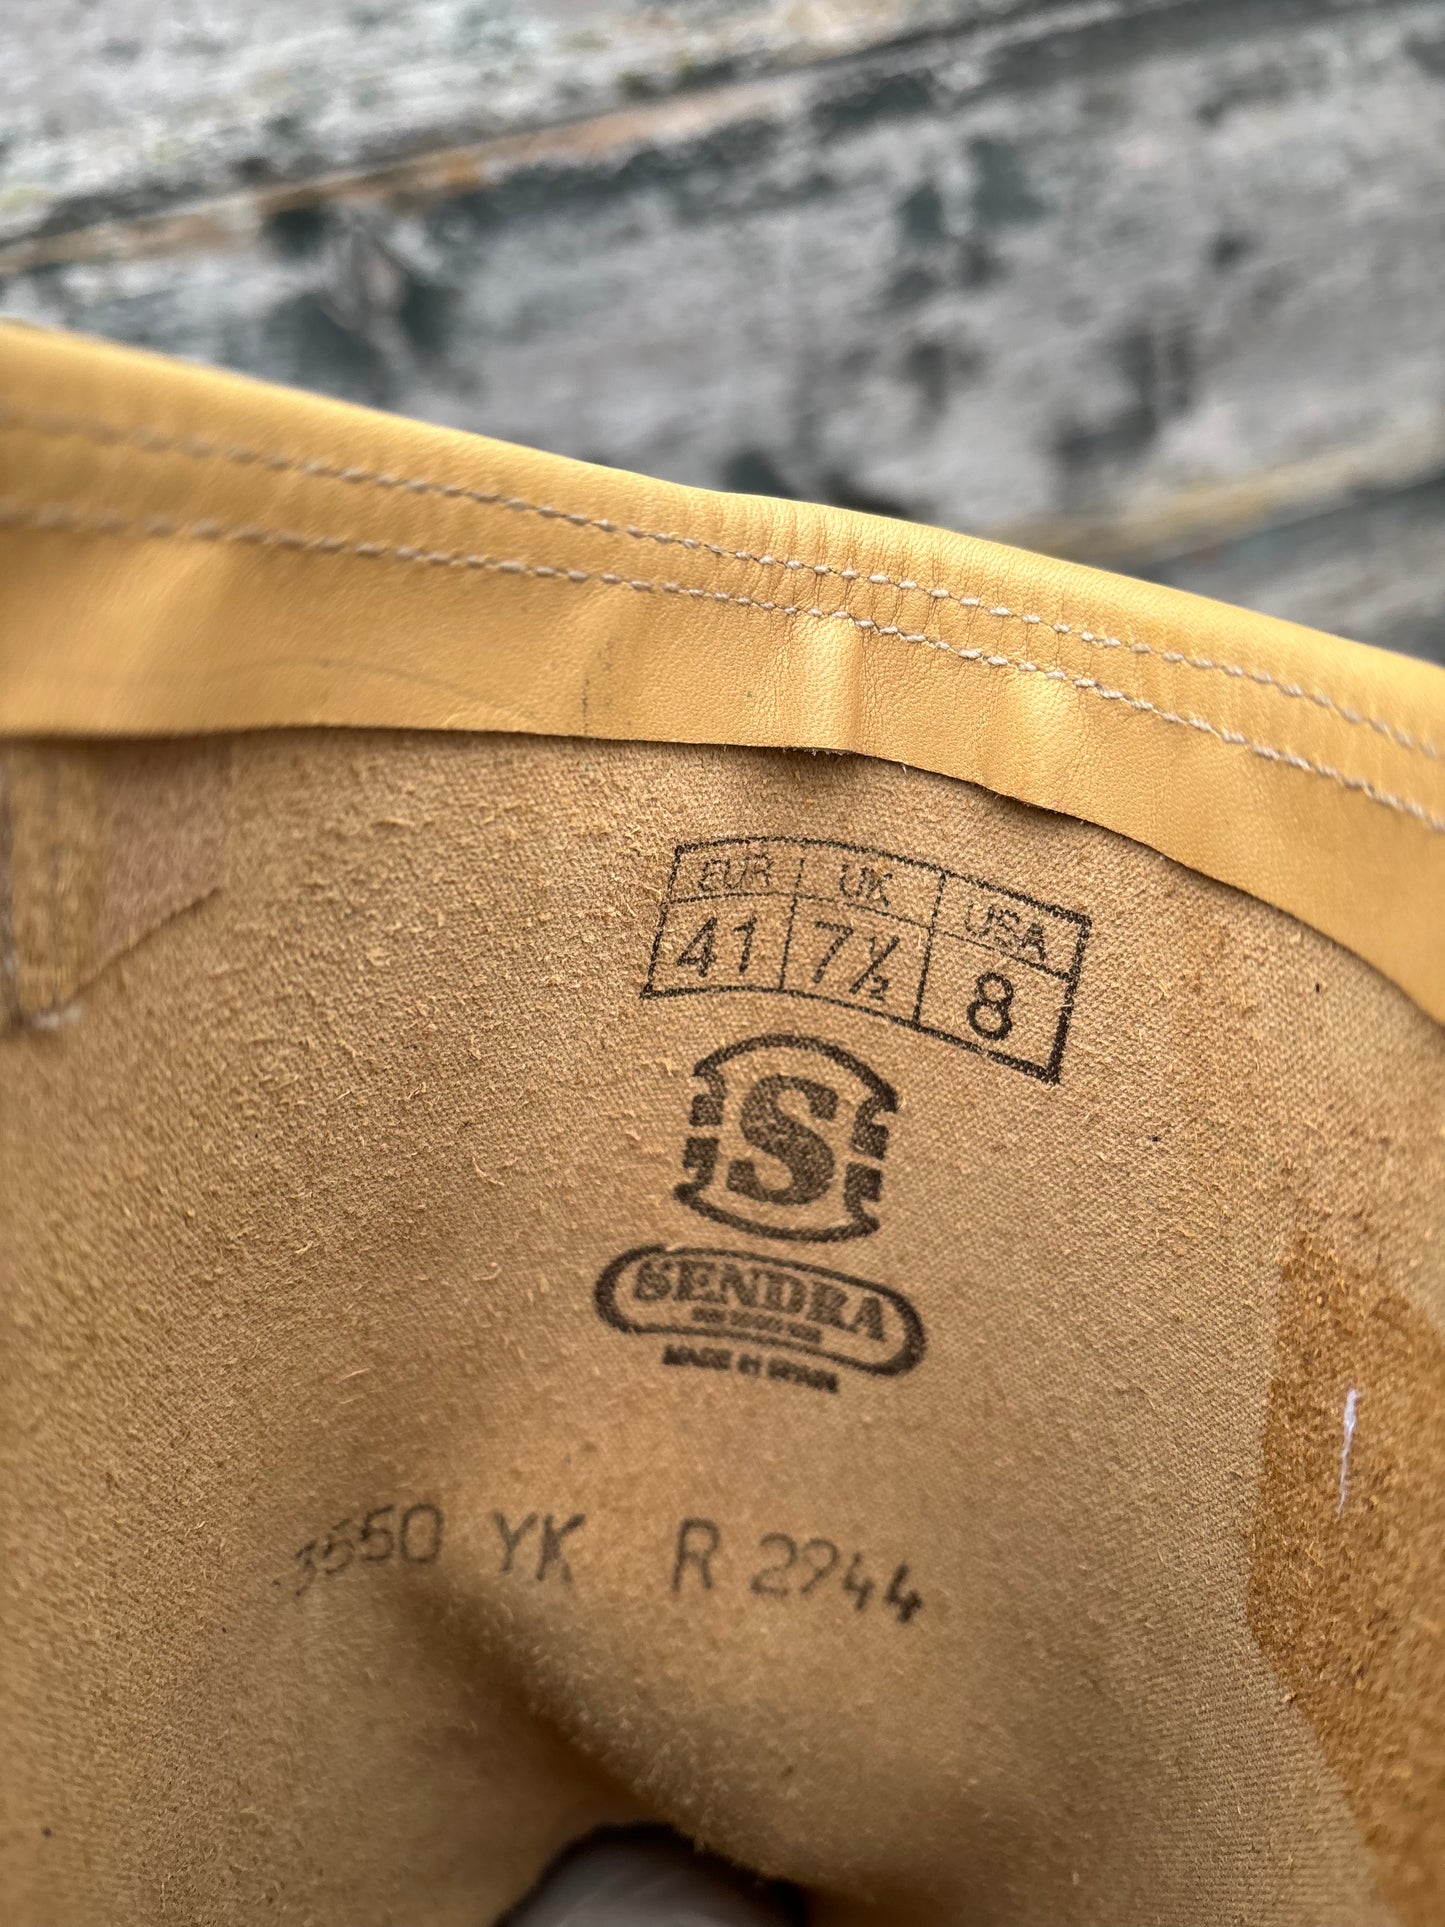 EUR UK USA
41 7½ 8
S
SENDRA
MADE IN SPAIN
3550 YK R 2944